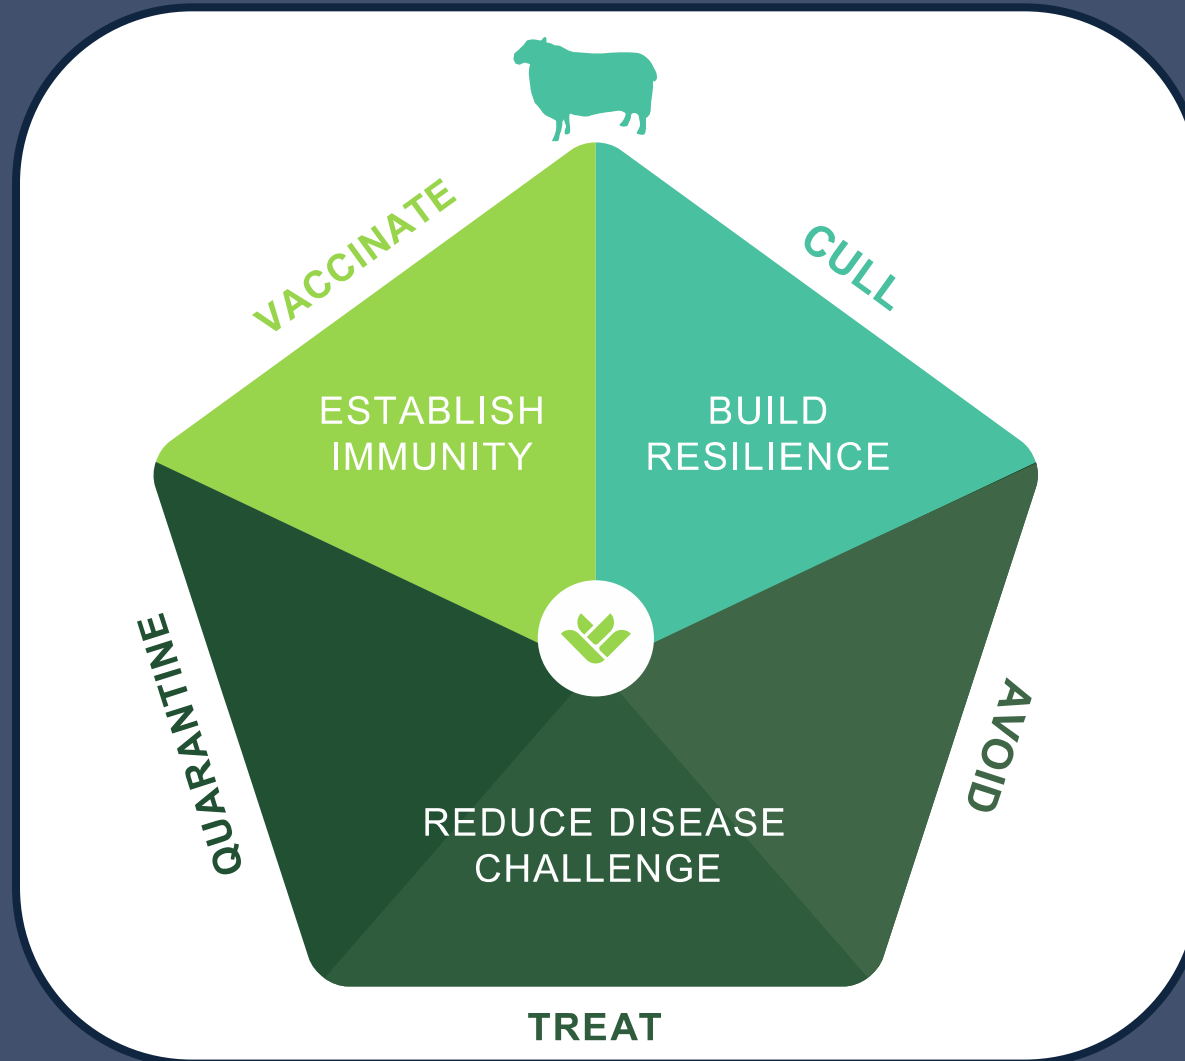 VACCINATE
CULL
ESTABLISH
IMMUNITY
BUILD
RESILIENCE
QUARANTINE
AVOID
REDUCE DISEASE
CHALLENGE
TREAT